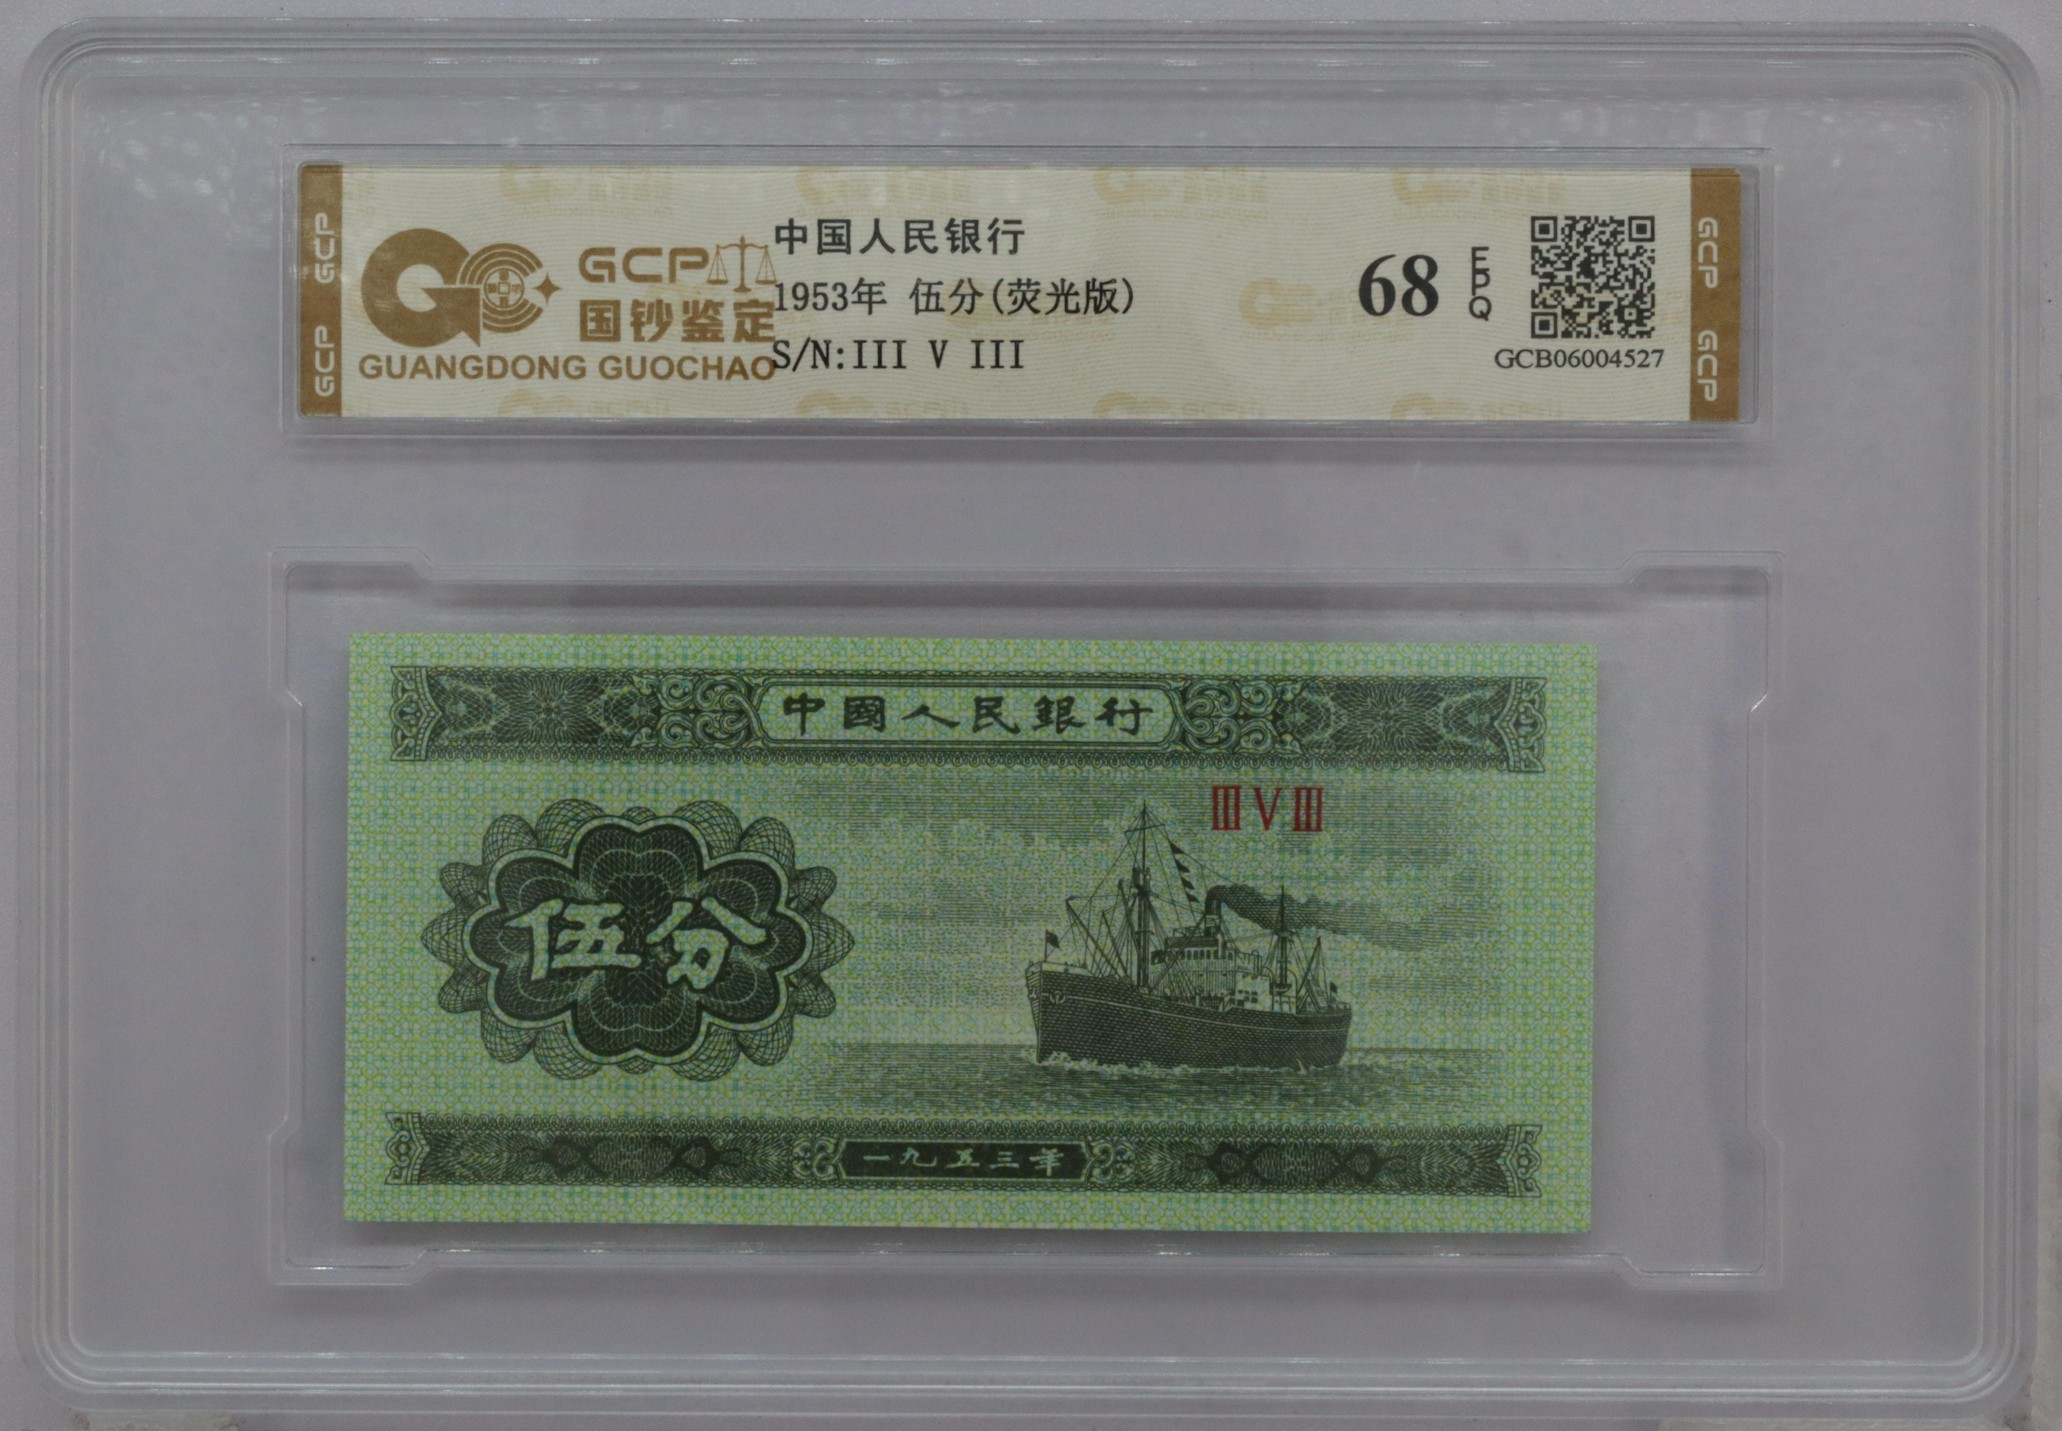 GCP GCP
GCP
国钞鉴定
GUANGDONG GUOCHAO
中国人民银行
1953年 伍分(荧光版)
S/N:III V III
68 EPQ
GCB06004527
GCP GCP
中國人民銀行
ⅢⅤⅢ
伍分
一九五三年